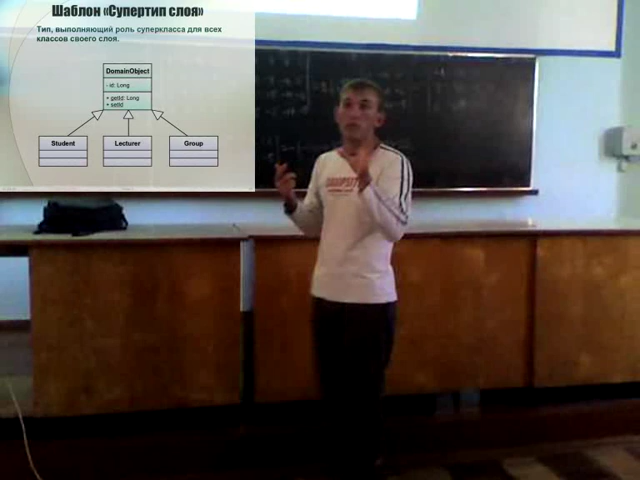 Шаблон «Супертип слоя»
Тип, выполняющий роль суперкласса для всех
классов своего слоя.
DomainObject
- id: Long
+ getId: Long
+ setId
Student
Lecturer
Group